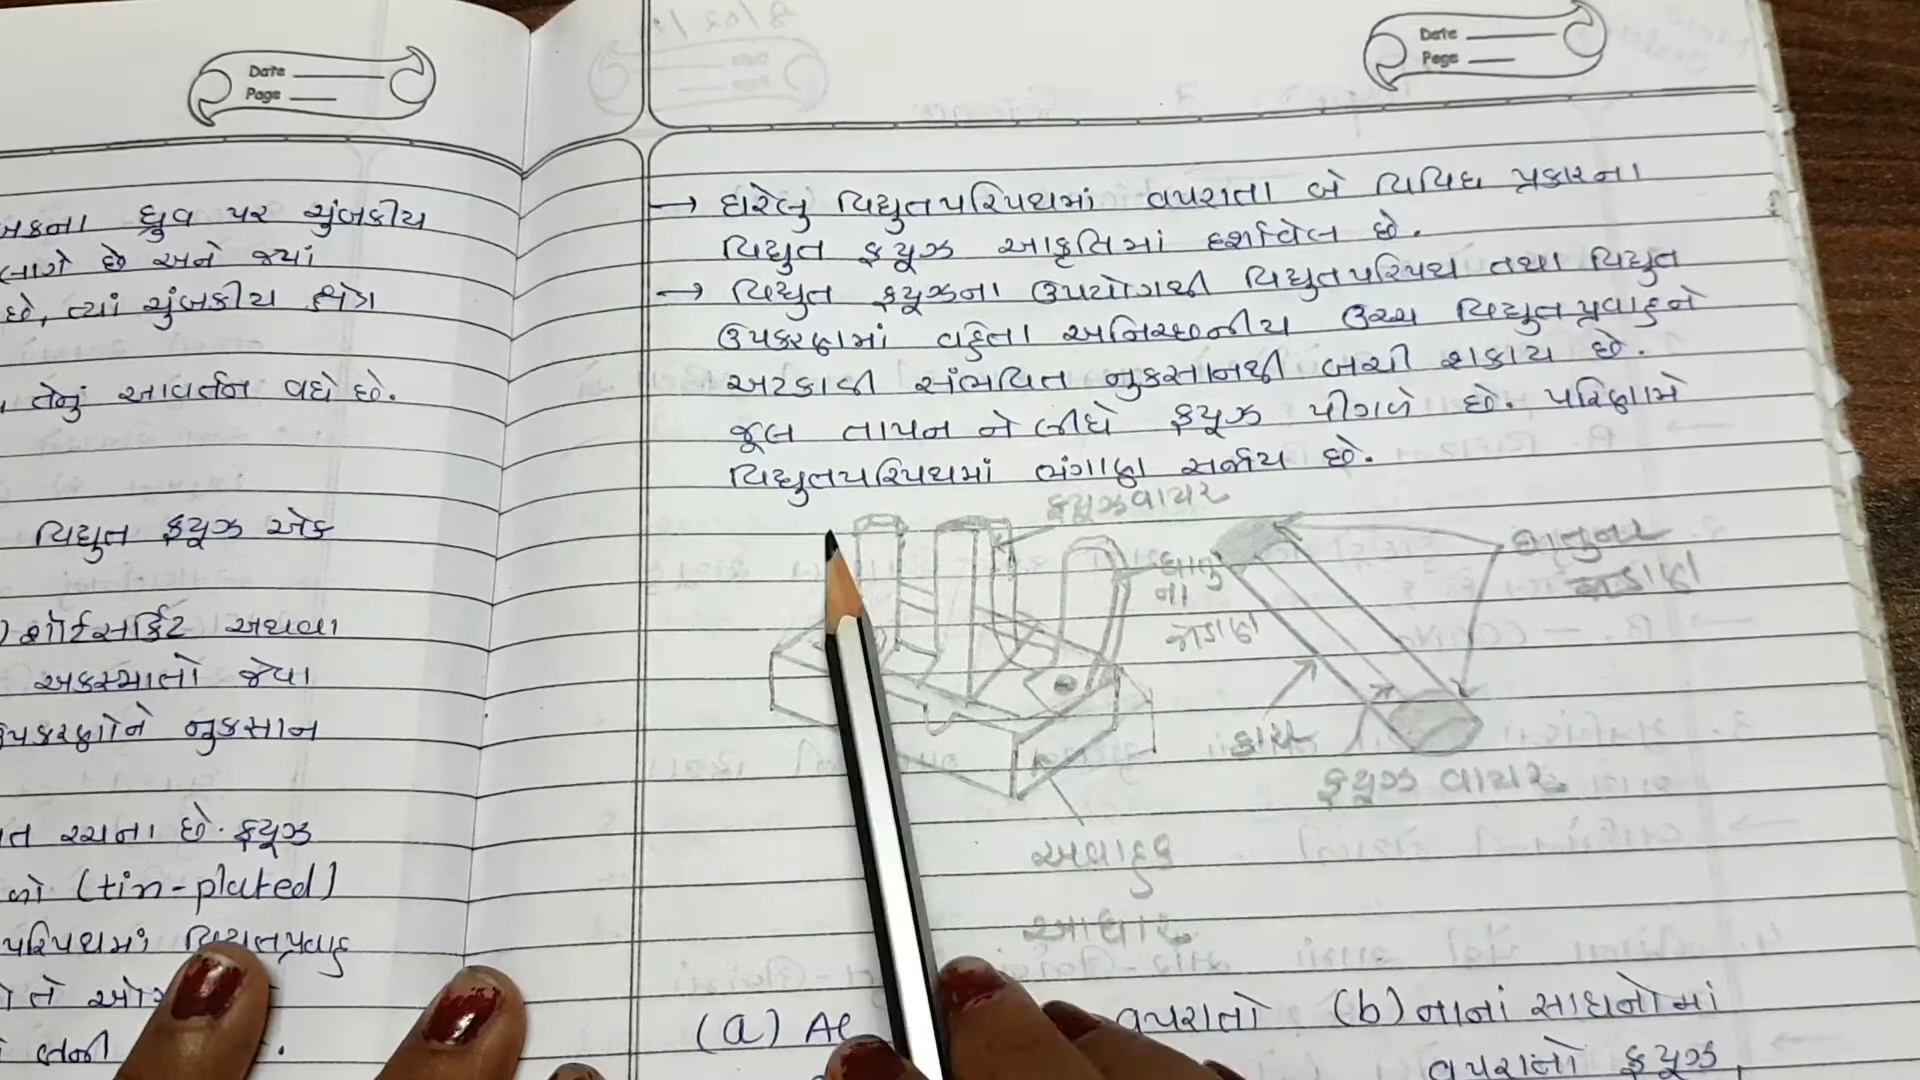 Date
Page
ધ્રુવ પર ચુંબકીય
લાગે છે અને જ્યાં
છે, ત્યાં ચુંબકીય ક્ષેત્ર
તેનું આવર્તન વધે છે.
વિદ્યુત ફ્યૂઝ એક
શોર્ટસર્કિટ અથવા
અકસ્માતો જેવા
ઉપકરણોને નુકસાન
રચના છે. ફ્યૂઝ
(tin-plated)
પરિપથમાં વિદ્યુતપ્રવાહ
તે
Date
Page
→ ઘરેલુ વિદ્યુતપરિપથમાં વપરાતા બે વિવિધ પ્રકારના
વિદ્યુત ફ્યૂઝ આકૃતિમાં દર્શાવેલ છે.
→ વિદ્યુત ફ્યૂઝના ઉપયોગથી વિદ્યુતપરિપથ તથા વિદ્યુત
ઉપકરણમાં વહેતા અનિચ્છનીય ઉચ્ચ વિદ્યુતપ્રવાહને
અટકાવી સંભવિત નુકસાનથી બચી શકાય છે.
જૂલ તાપન ને લીધે ફ્યૂઝ પીગળે છે. પરિણામે
વિદ્યુતપરિપથમાં ભંગાણ સર્જાય છે.
ફ્યૂઝવાયર
ધાતુ
ના
જોડાણ
ધાતુના
જોડાણ
કાચ
ફ્યૂઝ વાયર
અવાહક
આધાર
(a) AC વપરાતો (b) નાનાં સાધનોમાં
વપરાતો ફ્યૂઝ